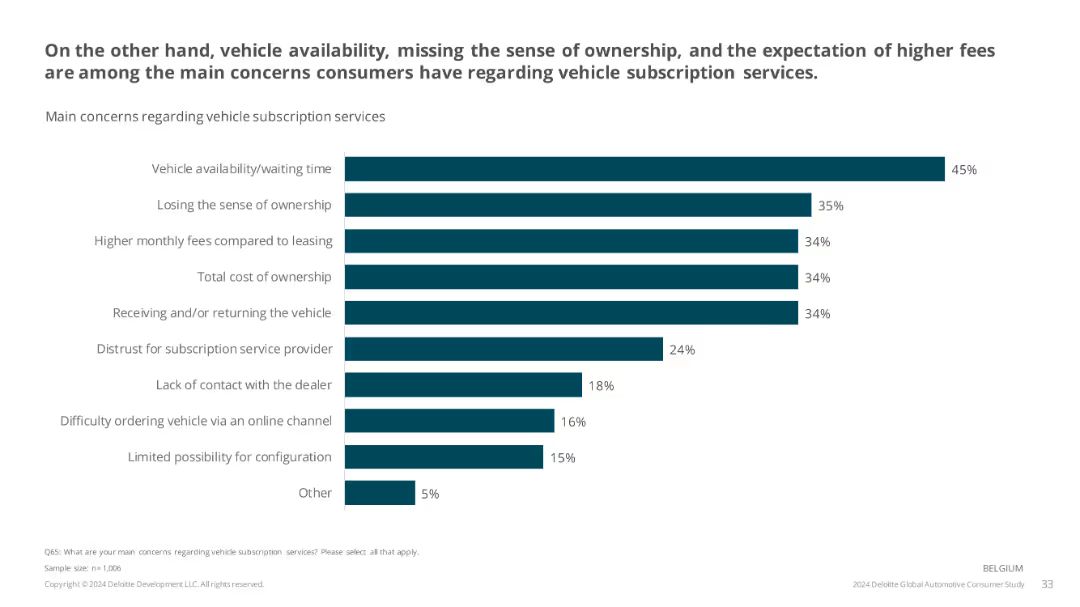 On the other hand, vehicle availability, missing the sense of ownership, and the expectation of higher fees
are among the main concerns consumers have regarding vehicle subscription services.
Main concerns regarding vehicle subscription services
Vehicle availability/waiting time 45%
Losing the sense of ownership 35%
Higher monthly fees compared to leasing 34%
Total cost of ownership 34%
Receiving and/or returning the vehicle 34%
Distrust for subscription service provider 24%
Lack of contact with the dealer 18%
Difficulty ordering vehicle via an online channel 16%
Limited possibility for configuration 15%
Other 5%
Q65: What are your main concerns regarding vehicle subscription services? Please select all that apply.
Sample size: n= 1,006
BELGIUM
Copyright © 2024 Deloitte Development LLC. All rights reserved.
2024 Deloitte Global Automotive Consumer Study 33